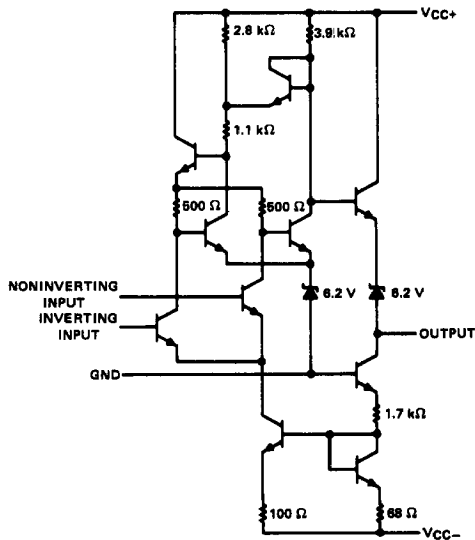 VCC+
2.8 kΩ
3.9 kΩ
1.1 kΩ
500 Ω
500 Ω
NONINVERTING
INPUT
6.2 V
6.2 V
INVERTING
INPUT
OUTPUT
GND
1.7 kΩ
100 Ω
68 Ω
VCC−